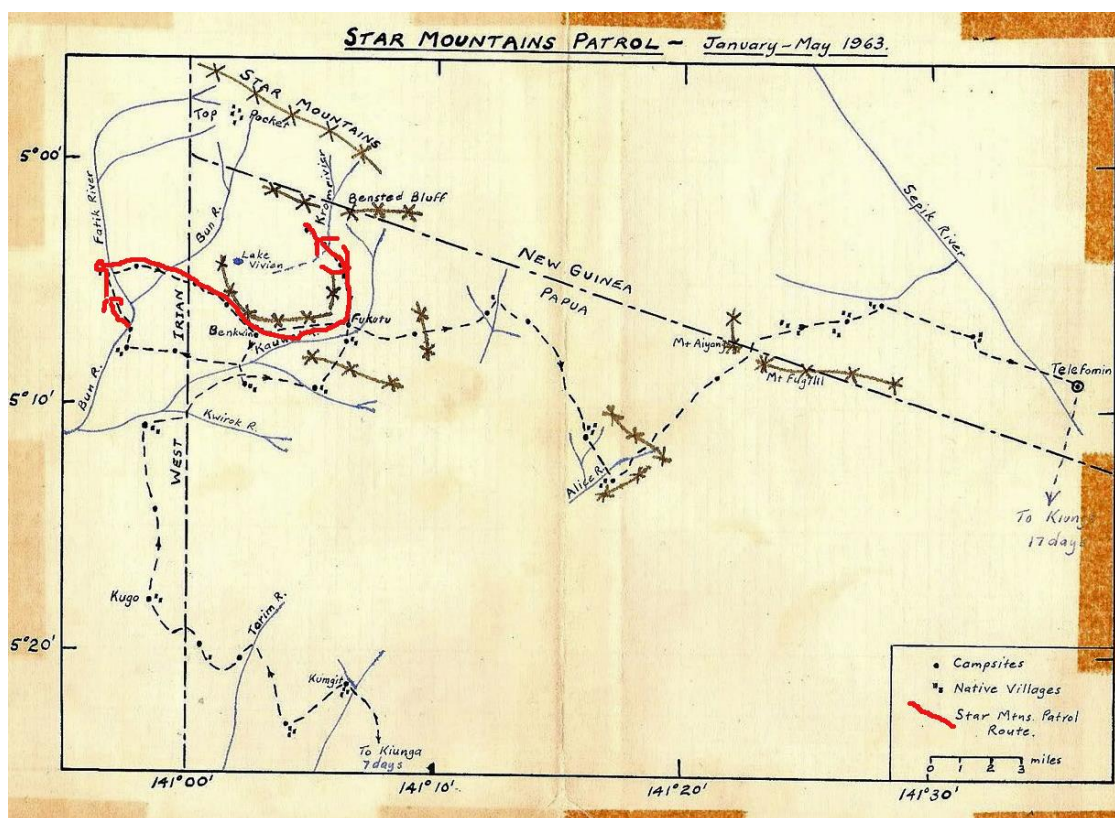 STAR MOUNTAINS PATROL - January-May 1963.
STAR MOUNTAINS
Top Pocket
5°00'
Fatik River
Bun R.
Krolmrivier
Bensted Bluff
Sepik River
Lake
Vivian
NEW GUINEA
PAPUA
IRIAN
Benkwin
Fukutu
Mt Aiyang
Mt Fugilil
Telefomin
5°10'
Bun R.
Kwirok R.
WEST
Alice R.
To Kiunga
17 days
Kugo
Tarim R.
5°20'
Kumgit
To Kiunga
7 days
Campsites
Native Villages
Star Mtns. Patrol
Route.
0 1 2 3 miles
141°00'
141°10'
141°20'
141°30'